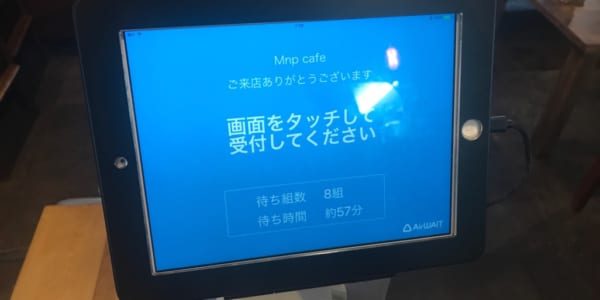 Mnp cafe
ご来店ありがとうございます
画面をタッチして
受付してください
待ち組数 8組
待ち時間 約57分
AirWAIT